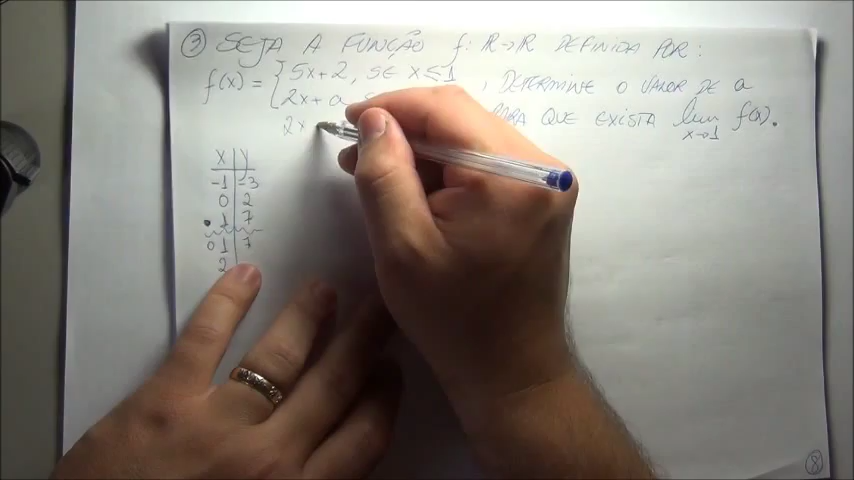 ③ SEJA A FUNÇÃO f: R→R DEFINIDA POR:
f(x) = { 5x+2, SE x≤1
2x+a, S , DETERMINE O VALOR DE a
2x QUE EXISTA lim f(x).
x→1
X | Y
-1 | -3
0 | 2
• 1 | 7
0 1 | 7
2 |
8